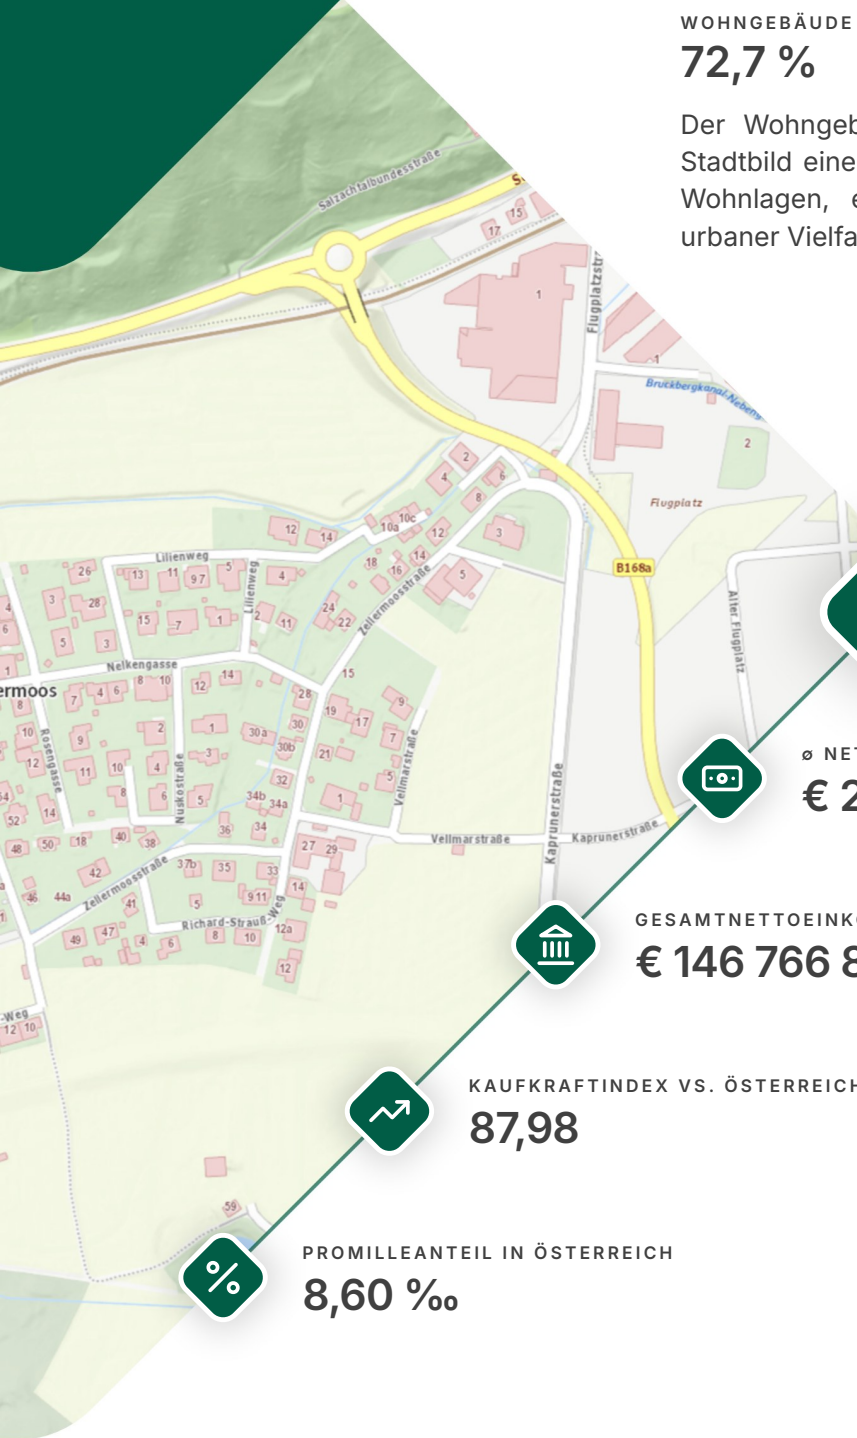 WOHNGEBÄUDE
72,7 %
Der Wohngeb
Stadtbild eine
Wohnlagen, e
urbaner Vielfa
Salzachtalbundesstraße
S
15
17
1
Flugplatzstr
1
Bruckbergkanal-Nebeng
2
2
4
6
8
Flugplatz
10c
10a
12
14
12
3
Lilienweg
14
18
16
5
B168a
26
13
11
9 7
5
4
Lilienweg
Zellermoosstraße
Alter Flugplatz
4
3
28
24
22
6
15
7
1
2
11
5
3
1
Nelkengasse
ermoos
8
7
4
6
8
10
12
14
15
28
9
19
17
10
9
2
1
30a
30
7
Rosengasse
30b
12
11
10
4
3
21
32
5
Vellmarstraße
Nuskostraße
8
6
5
34b
34a
1
54
52
14
36
34
48
50
18
40
38
Vellmarstraße
Kaprunerstraße
Kaprunerstraße
27
29
42
37b
35
33
Zellermoosstraße
46
44a
41
5
9 11
14
Richard-Strauß-Weg
49
47
4
6
8
10
12a
12
-Weg
12
10
59
ø NET
€ 2
GESAMTNETTOEINKO
€ 146 766 8
KAUFKRAFTINDEX VS. ÖSTERREICH
87,98
PROMILLEANTEIL IN ÖSTERREICH
8,60 ‰